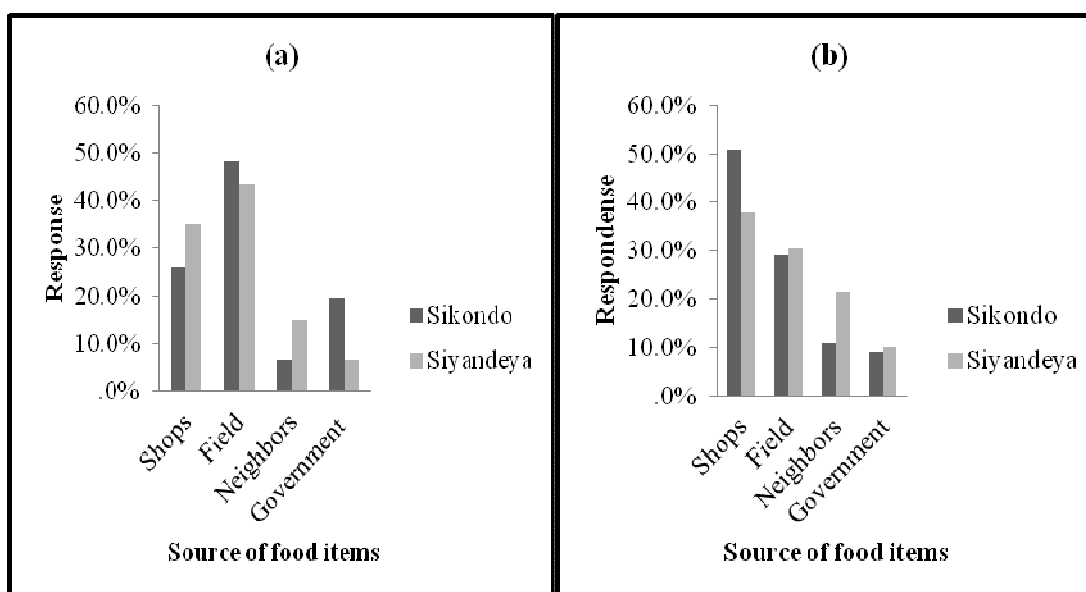 (a)
60.0%
50.0%
40.0%
30.0%
20.0%
10.0%
.0%
Response
Shops
Field
Neighbors
Government
Source of food items
Sikondo
Siyandeya
(b)
60.0%
50.0%
40.0%
30.0%
20.0%
10.0%
.0%
Respondense
Shops
Field
Neighbors
Government
Source of food items
Sikondo
Siyandeya